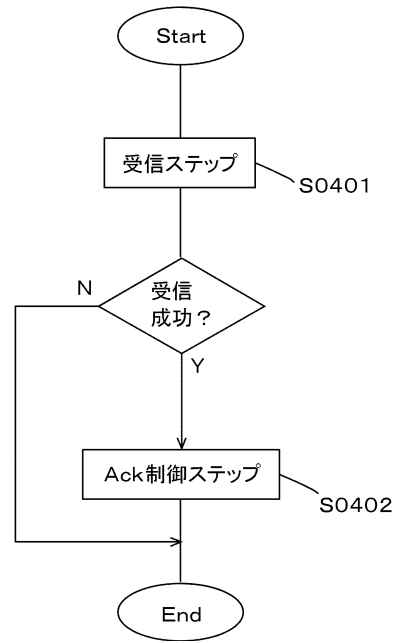 Start
受信ステップ
S0401
N
受信
成功？
Y
Ack制御ステップ
S0402
End